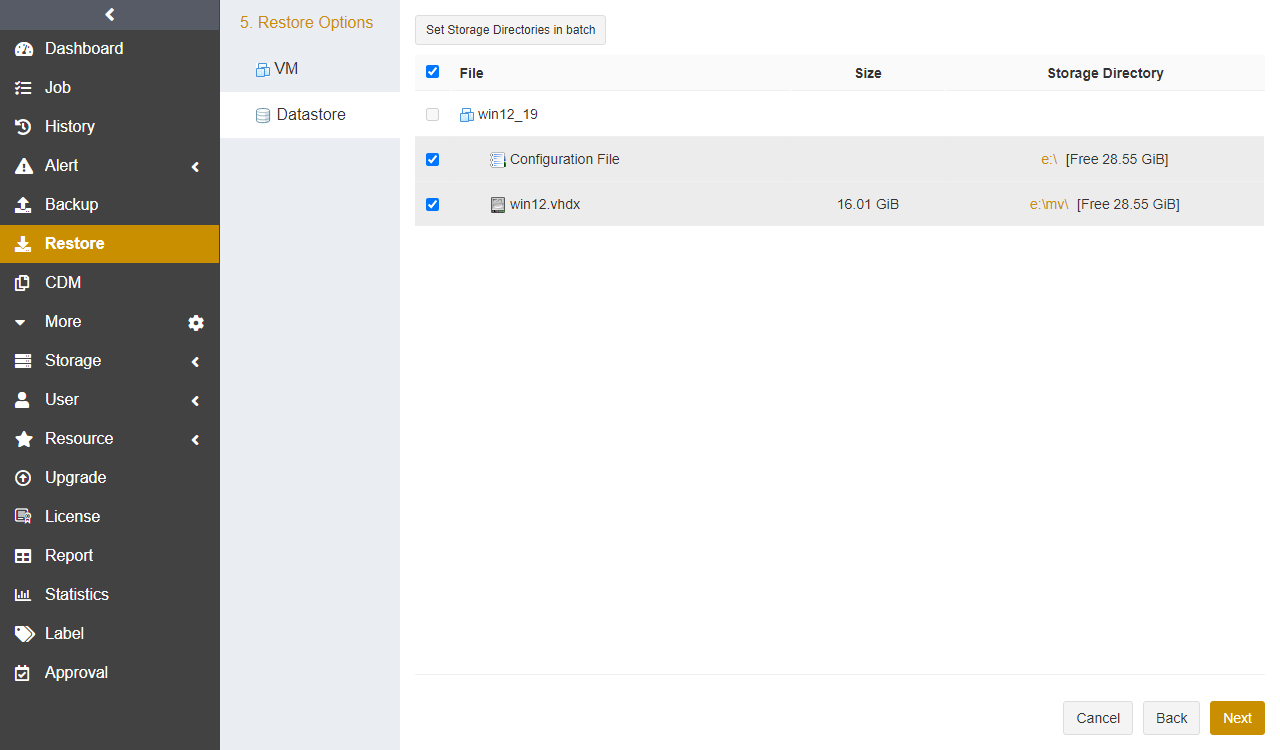 Dashboard
Job
History
Alert
Backup
Restore
CDM
More
Storage
User
Resource
Upgrade
License
Report
Statistics
Label
Approval
5. Restore Options
VM
Datastore
Set Storage Directories in batch
File Size Storage Directory
win12_19
Configuration File e:\ [Free 28.55 GiB]
win12.vhdx 16.01 GiB e:\mv\ [Free 28.55 GiB]
Cancel Back Next